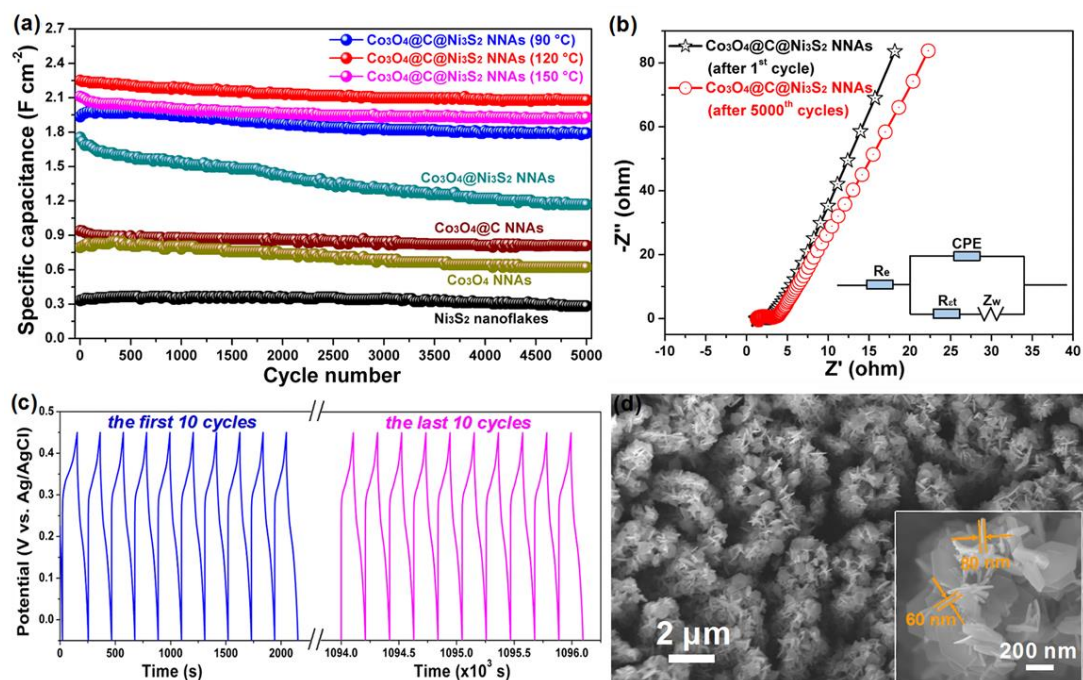 (a)
Specific capacitance (F cm⁻²)
2.7
2.4
2.1
1.8
1.5
1.2
0.9
0.6
0.3
0.0
Co₃O₄@C@Ni₃S₂ NNAs (90 °C)
Co₃O₄@C@Ni₃S₂ NNAs (120 °C)
Co₃O₄@C@Ni₃S₂ NNAs (150 °C)
Co₃O₄@Ni₃S₂ NNAs
Co₃O₄@C NNAs
Co₃O₄ NNAs
Ni₃S₂ nanoflakes
0 500 1000 1500 2000 2500 3000 3500 4000 4500 5000
Cycle number
(b)
-Z'' (ohm)
80
60
40
20
0
Co₃O₄@C@Ni₃S₂ NNAs
(after 1ˢᵗ cycle)
Co₃O₄@C@Ni₃S₂ NNAs
(after 5000ᵗʰ cycles)
CPE
Re
Rct
Zw
-10 -5 0 5 10 15 20 25 30 35 40
Z' (ohm)
(c)
Potential (V vs. Ag/AgCl)
0.5
0.4
0.3
0.2
0.1
0.0
the first 10 cycles
the last 10 cycles
0 500 1000 1500 2000
1094.0 1094.5 1095.0 1095.5 1096.0
Time (s)
Time (x10³ s)
(d)
80 nm
60 nm
2 μm
200 nm